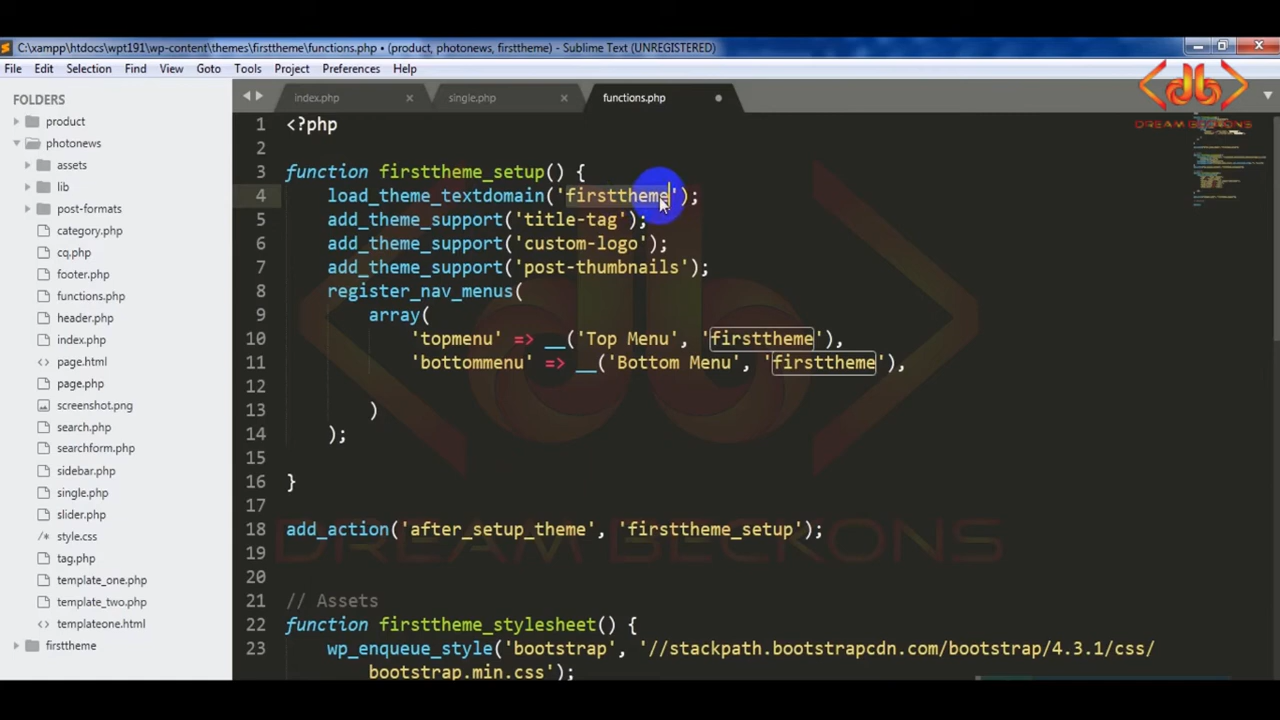 C:\xampp\htdocs\wpt191\wp-content\themes\firsttheme\functions.php • (product, photonews, firsttheme) - Sublime Text (UNREGISTERED)
File Edit Selection Find View Goto Tools Project Preferences Help
FOLDERS
product
photonews
assets
lib
post-formats
category.php
cq.php
footer.php
functions.php
header.php
index.php
page.html
page.php
screenshot.png
search.php
searchform.php
sidebar.php
single.php
slider.php
style.css
tag.php
template_one.php
template_two.php
templateone.html
firsttheme
index.php single.php functions.php
db
DREAM BECKONS
1 <?php
2
3 function firsttheme_setup() {
4 load_theme_textdomain('firsttheme');
5 add_theme_support('title-tag');
6 add_theme_support('custom-logo');
7 add_theme_support('post-thumbnails');
8 register_nav_menus(
9 array(
10 'topmenu' => __('Top Menu', 'firsttheme'),
11 'bottommenu' => __('Bottom Menu', 'firsttheme'),
12
13 )
14 );
15
16 }
17
18 add_action('after_setup_theme', 'firsttheme_setup');
19
20
21 // Assets
22 function firsttheme_stylesheet() {
23 wp_enqueue_style('bootstrap', '//stackpath.bootstrapcdn.com/bootstrap/4.3.1/css/
bootstrap.min.css');
DREAM BECKONS